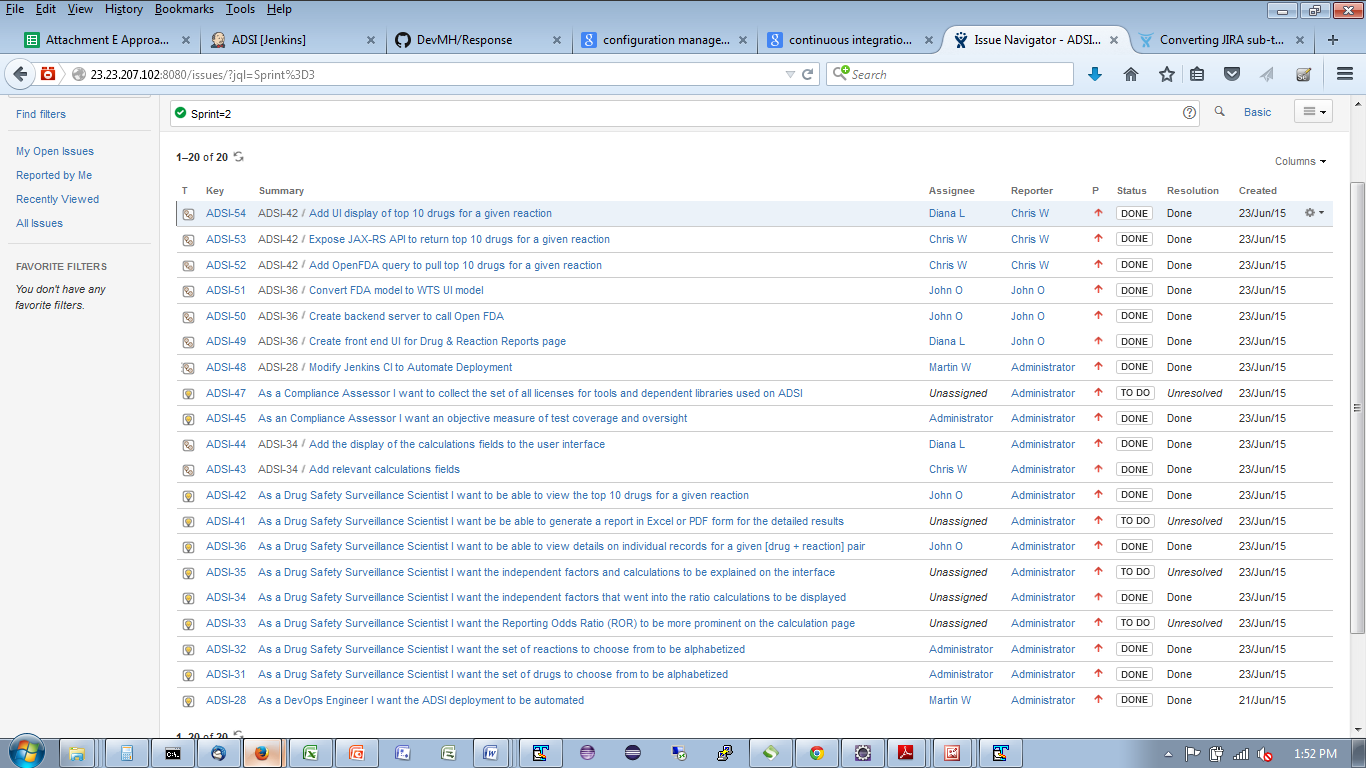 File Edit View History Bookmarks Tools Help
Attachment E Approa... ADSI [Jenkins] DevMH/Response configuration manage... continuous integratio... Issue Navigator - ADSI... Converting JIRA sub-t...
23.23.207.102:8080/issues/?jql=Sprint%3D3 Search
Find filters
My Open Issues
Reported by Me
Recently Viewed
All Issues
FAVORITE FILTERS
You don't have any
favorite filters.
Sprint=2 Basic
1–20 of 20 Columns
T Key Summary Assignee Reporter P Status Resolution Created
ADSI-54 ADSI-42 / Add UI display of top 10 drugs for a given reaction Diana L Chris W DONE Done 23/Jun/15
ADSI-53 ADSI-42 / Expose JAX-RS API to return top 10 drugs for a given reaction Chris W Chris W DONE Done 23/Jun/15
ADSI-52 ADSI-42 / Add OpenFDA query to pull top 10 drugs for a given reaction Chris W Chris W DONE Done 23/Jun/15
ADSI-51 ADSI-36 / Convert FDA model to WTS UI model John O John O DONE Done 23/Jun/15
ADSI-50 ADSI-36 / Create backend server to call Open FDA John O John O DONE Done 23/Jun/15
ADSI-49 ADSI-36 / Create front end UI for Drug & Reaction Reports page Diana L John O DONE Done 23/Jun/15
ADSI-48 ADSI-28 / Modify Jenkins CI to Automate Deployment Martin W Administrator DONE Done 23/Jun/15
ADSI-47 As a Compliance Assessor I want to collect the set of all licenses for tools and dependent libraries used on ADSI Unassigned Administrator TO DO Unresolved 23/Jun/15
ADSI-45 As an Compliance Assessor I want an objective measure of test coverage and oversight Administrator Administrator DONE Done 23/Jun/15
ADSI-44 ADSI-34 / Add the display of the calculations fields to the user interface Diana L Administrator DONE Done 23/Jun/15
ADSI-43 ADSI-34 / Add relevant calculations fields Chris W Administrator DONE Done 23/Jun/15
ADSI-42 As a Drug Safety Surveillance Scientist I want to be able to view the top 10 drugs for a given reaction John O Administrator DONE Done 23/Jun/15
ADSI-41 As a Drug Safety Surveillance Scientist I want be be able to generate a report in Excel or PDF form for the detailed results Unassigned Administrator TO DO Unresolved 23/Jun/15
ADSI-36 As a Drug Safety Surveillance Scientist I want to be able to view details on individual records for a given [drug + reaction] pair John O Administrator DONE Done 23/Jun/15
ADSI-35 As a Drug Safety Surveillance Scientist I want the independent factors and calculations to be explained on the interface Unassigned Administrator TO DO Unresolved 23/Jun/15
ADSI-34 As a Drug Safety Surveillance Scientist I want the independent factors that went into the ratio calculations to be displayed Unassigned Administrator DONE Done 23/Jun/15
ADSI-33 As a Drug Safety Surveillance Scientist I want the Reporting Odds Ratio (ROR) to be more prominent on the calculation page Unassigned Administrator TO DO Unresolved 23/Jun/15
ADSI-32 As a Drug Safety Surveillance Scientist I want the set of reactions to choose from to be alphabetized Administrator Administrator DONE Done 23/Jun/15
ADSI-31 As a Drug Safety Surveillance Scientist I want the set of drugs to choose from to be alphabetized Administrator Administrator DONE Done 23/Jun/15
ADSI-28 As a DevOps Engineer I want the ADSI deployment to be automated Martin W Administrator DONE Done 21/Jun/15
1–20 of 20
1:52 PM